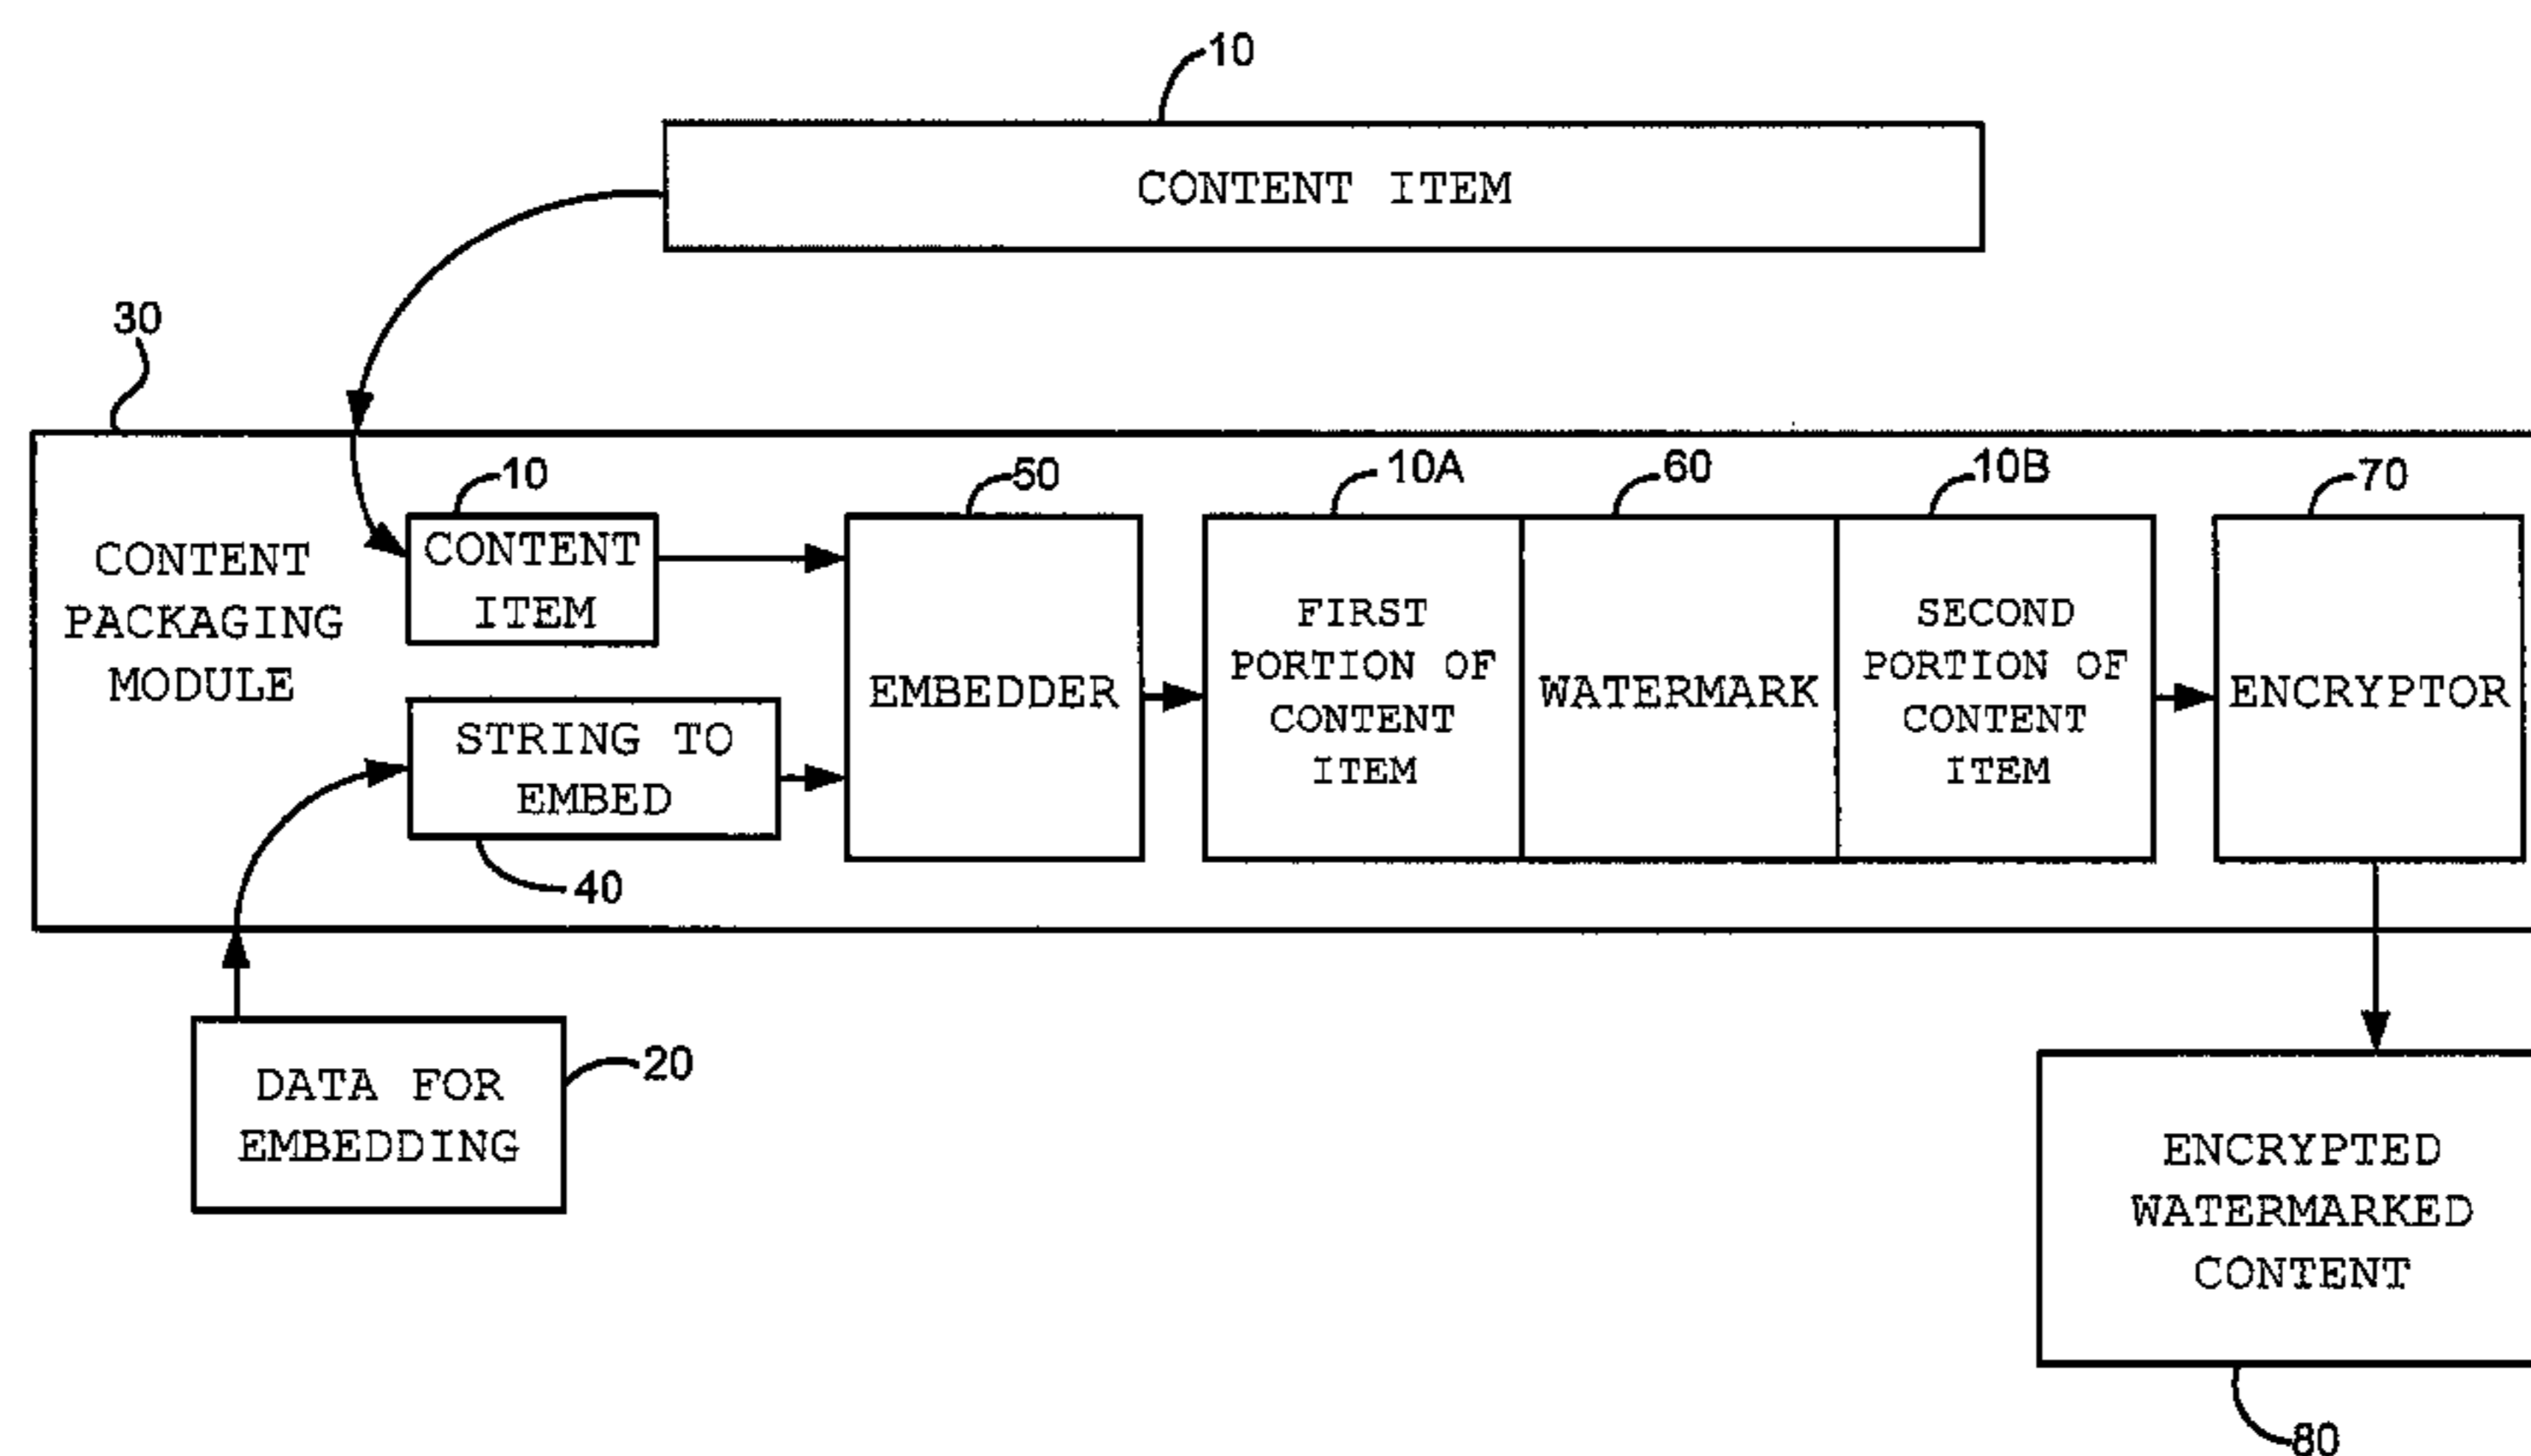 10
CONTENT ITEM
30
10
50
10A
60
10B
70
CONTENT
PACKAGING
MODULE
CONTENT
ITEM
STRING TO
EMBED
40
EMBEDDER
FIRST
PORTION OF
CONTENT
ITEM
WATERMARK
SECOND
PORTION OF
CONTENT
ITEM
ENCRYPTOR
DATA FOR
EMBEDDING
20
ENCRYPTED
WATERMARKED
CONTENT
80